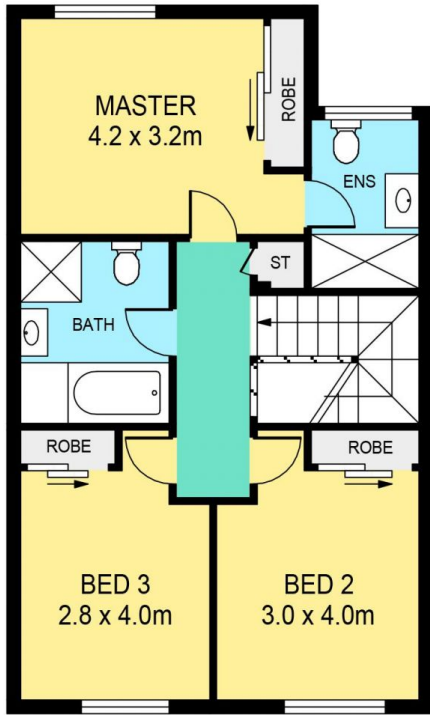 MASTER
4.2 x 3.2m
ROBE
ENS
ST
BATH
ROBE
ROBE
BED 3
2.8 x 4.0m
BED 2
3.0 x 4.0m